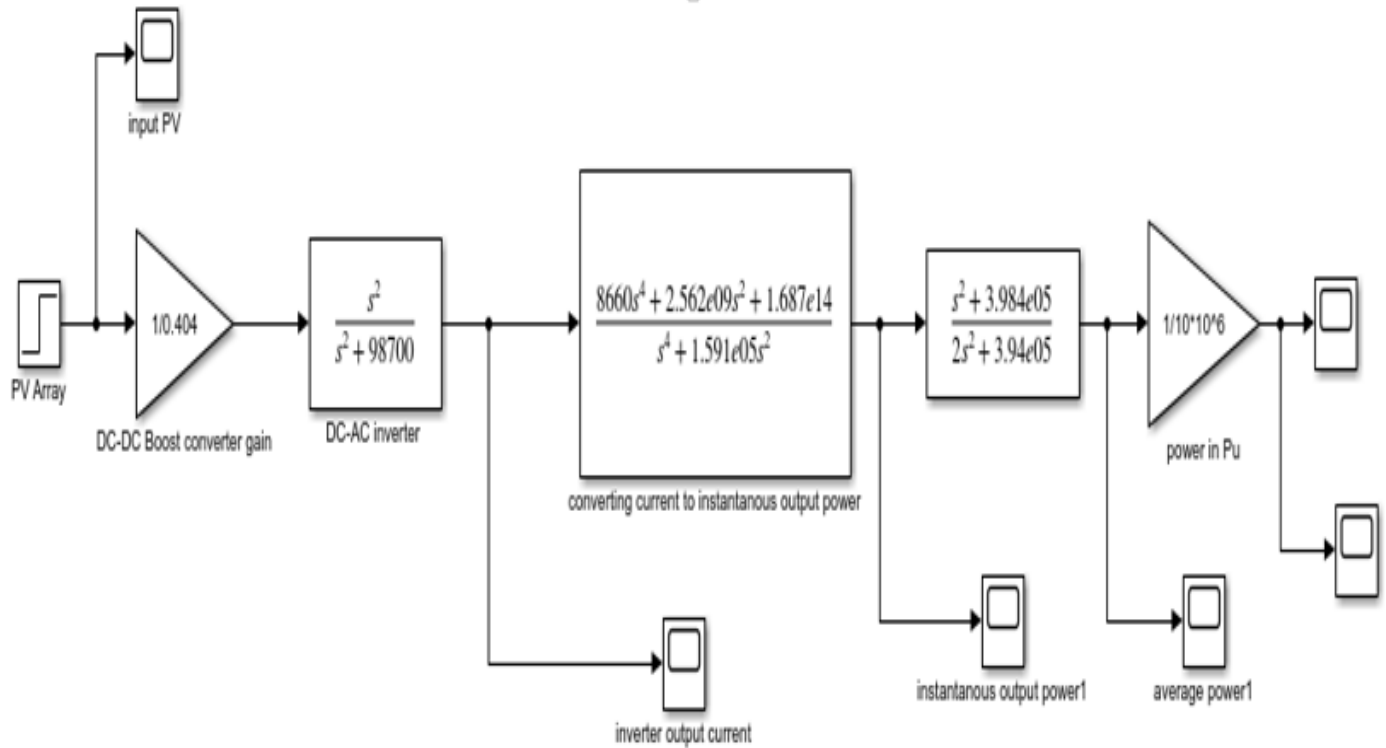 input PV
PV Array
1/0.404
DC-DC Boost converter gain
s^2
s^2 + 98700
DC-AC inverter
8660s^4 + 2.562e09s^2 + 1.687e14
s^4 + 1.591e05s^2
converting current to instantanous output power
s^2 + 3.984e05
2s^2 + 3.94e05
1/10*10^6
power in Pu
inverter output current
instantanous output power1
average power1